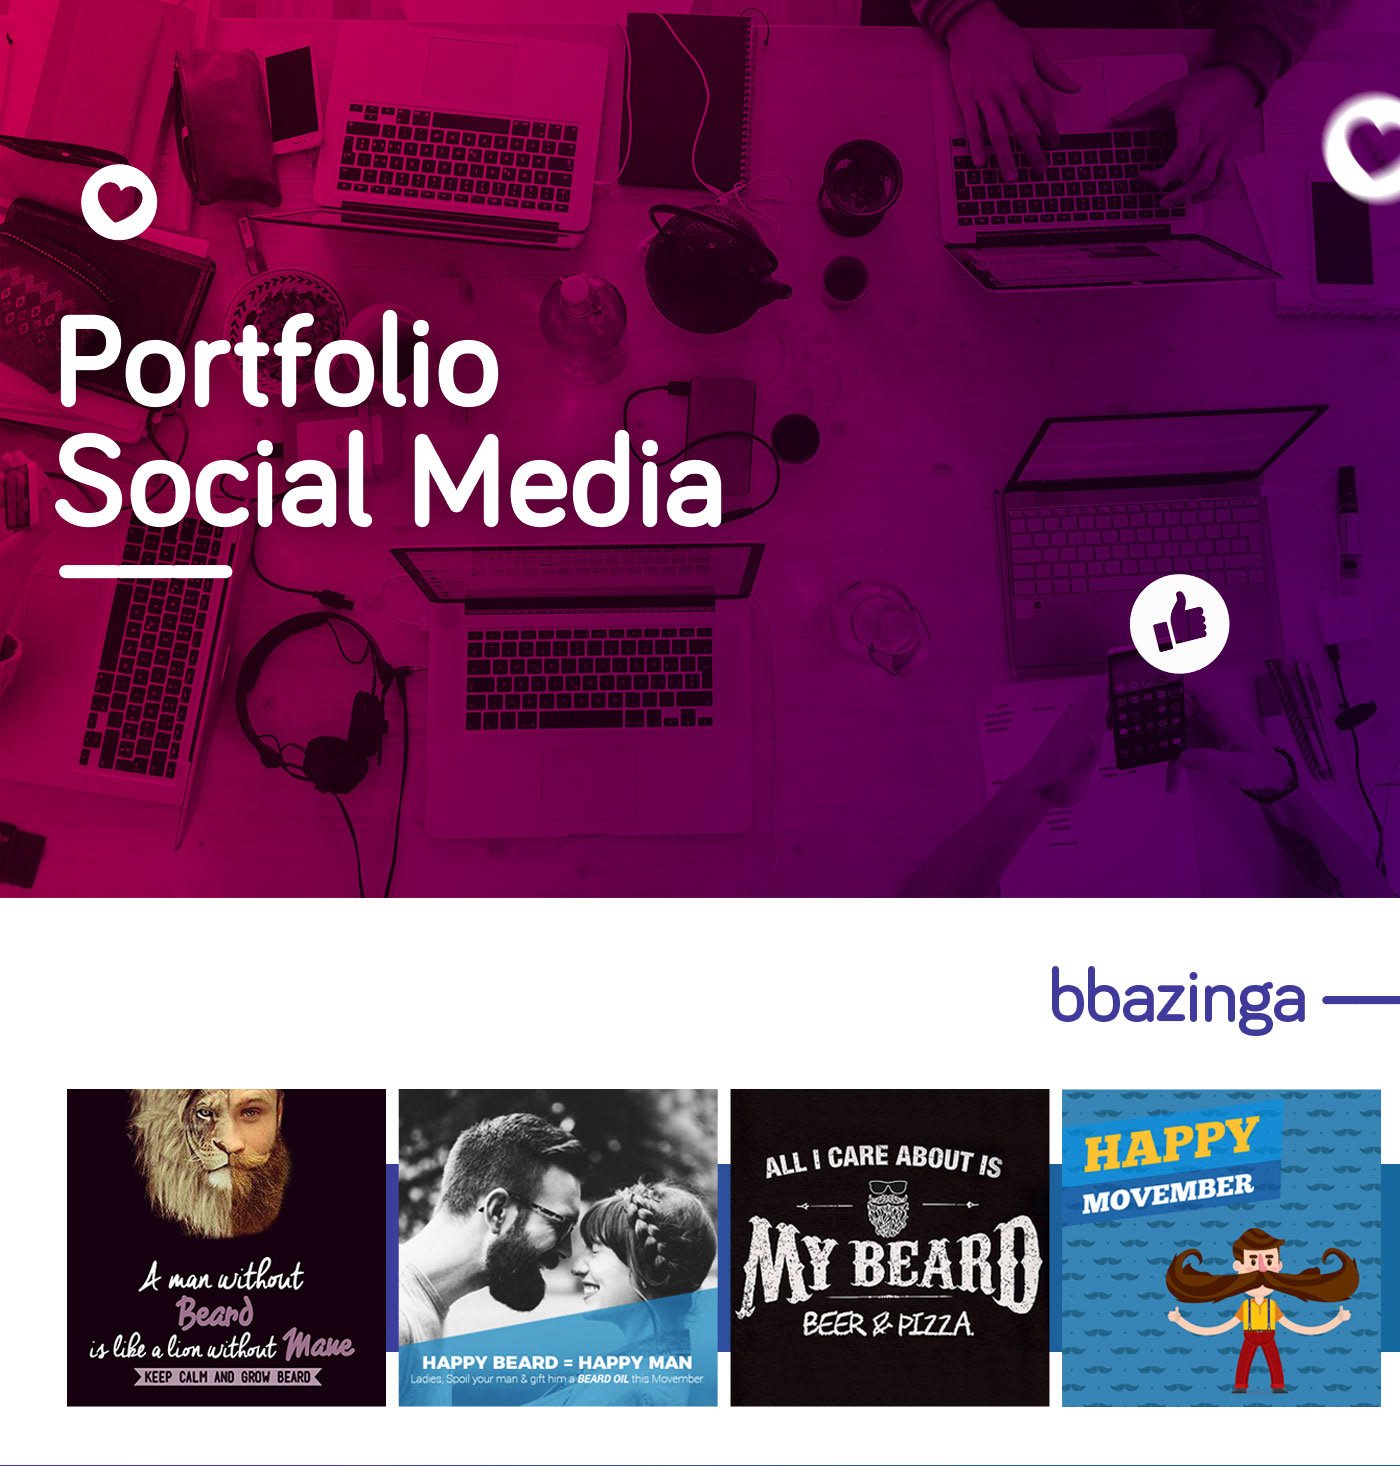 Portfolio
Social Media
bbazinga
A man without
Beard
is like a lion without Mane
KEEP CALM AND GROW BEARD
HAPPY BEARD = HAPPY MAN
Ladies, Spoil your man & gift him a BEARD OIL this Movember.
ALL I CARE ABOUT IS
MY BEARD
BEER & PIZZA.
HAPPY
MOVEMBER